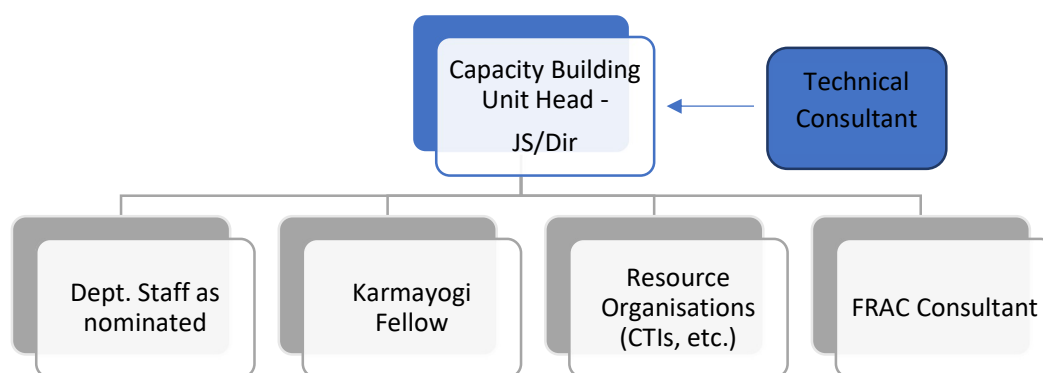 Capacity Building
Unit Head -
JS/Dir
Technical
Consultant
Dept. Staff as
nominated
Karmayogi
Fellow
Resource
Organisations
(CTIs, etc.)
FRAC Consultant